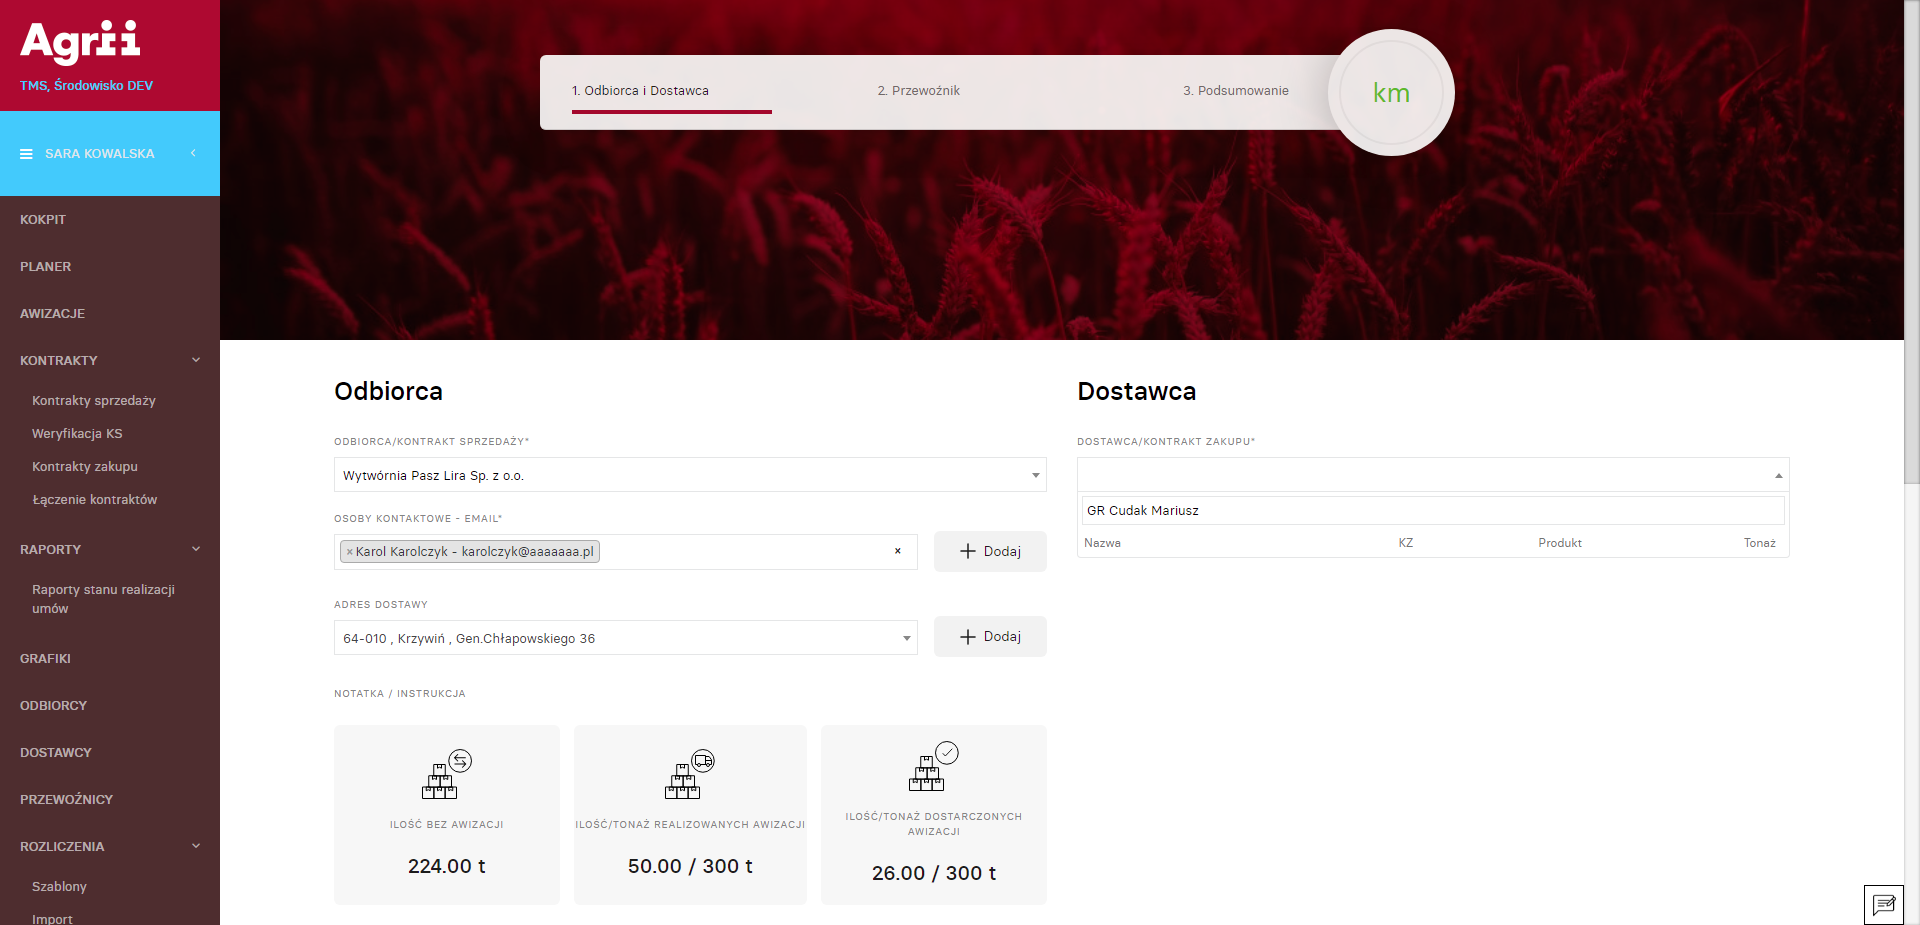 Agrii
TMS, Środowisko DEV
SARA KOWALSKA
KOKPIT
PLANER
AWIZACJE
KONTRAKTY
Kontrakty sprzedaży
Weryfikacja KS
Kontrakty zakupu
Łączenie kontraktów
RAPORTY
Raporty stanu realizacji
umów
GRAFIKI
ODBIORCY
DOSTAWCY
PRZEWOŹNICY
ROZLICZENIA
Szablony
Import
1. Odbiorca i Dostawca
2. Przewoźnik
3. Podsumowanie
km
Odbiorca
ODBIORCA/KONTRAKT SPRZEDAŻY*
Wytwórnia Pasz Lira Sp. z o.o.
OSOBY KONTAKTOWE - EMAIL*
× Karol Karolczyk - karolczyk@aaaaaaa.pl ×
Dodaj
ADRES DOSTAWY
64-010 , Krzywiń , Gen.Chłapowskiego 36
Dodaj
NOTATKA / INSTRUKCJA
ILOŚĆ BEZ AWIZACJI
224.00 t
ILOŚĆ/TONAŻ REALIZOWANYCH AWIZACJI
50.00 / 300 t
ILOŚĆ/TONAŻ DOSTARCZONYCH
AWIZACJI
26.00 / 300 t
Dostawca
DOSTAWCA/KONTRAKT ZAKUPU*
GR Cudak Mariusz
Nazwa KZ Produkt Tonaż